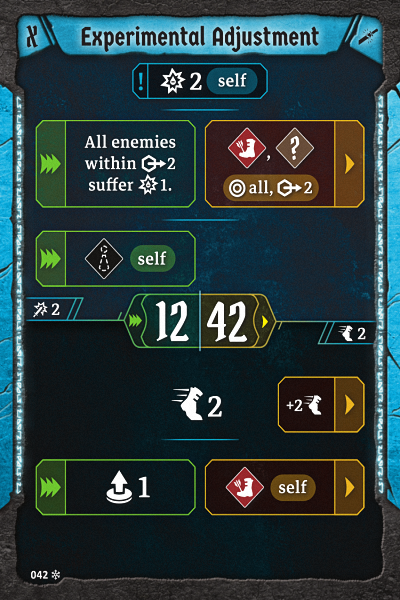 א Experimental Adjustment
! 2 self
All enemies
within 2
suffer 1.
, ?
all, 2
self
2
12 42
2
2
+2
1
self
042